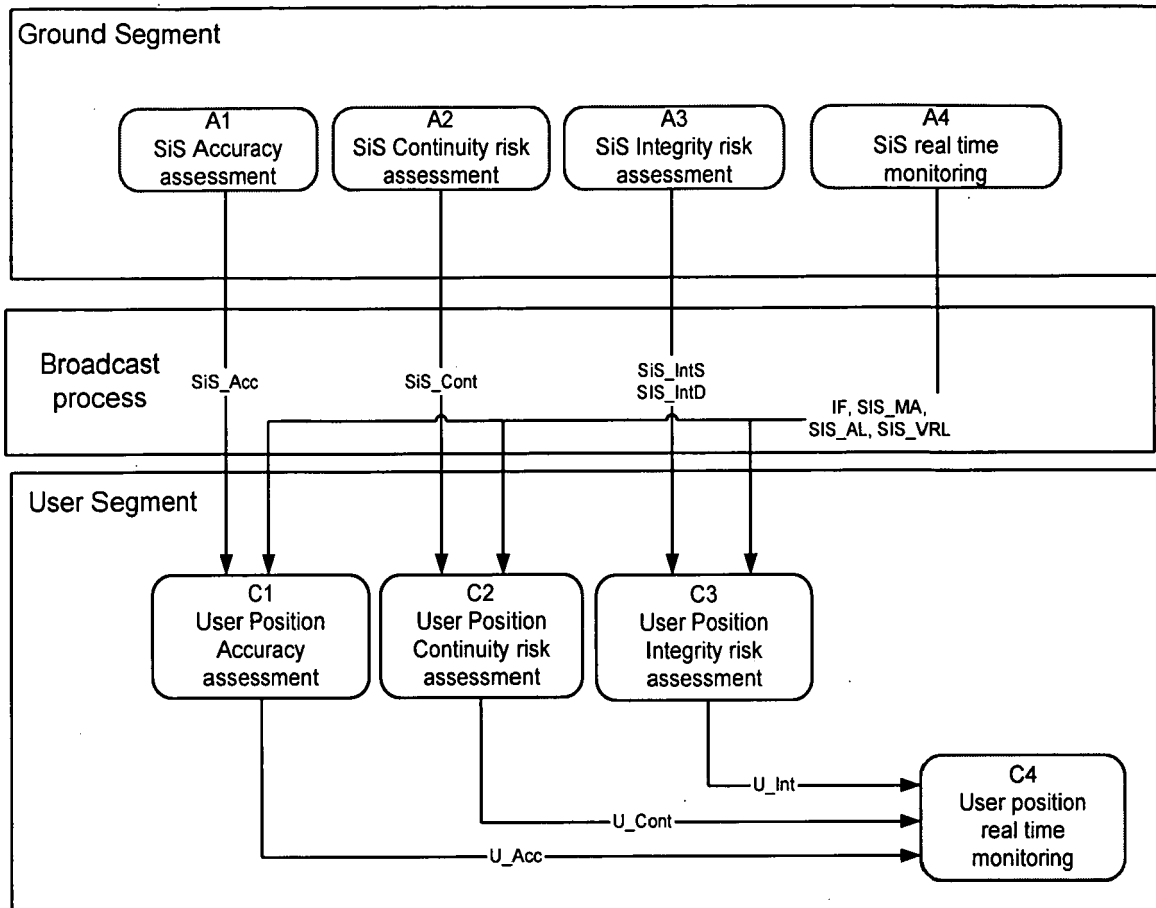 Ground Segment
A1
SiS Accuracy
assessment
A2
SiS Continuity risk
assessment
A3
SiS Integrity risk
assessment
A4
SiS real time
monitoring
Broadcast
process
SiS_Acc
SiS_Cont
SiS_IntS
SIS_IntD
IF, SIS_MA,
SIS_AL, SIS_VRL
User Segment
C1
User Position
Accuracy
assessment
C2
User Position
Continuity risk
assessment
C3
User Position
Integrity risk
assessment
U_Int
U_Cont
U_Acc
C4
User position
real time
monitoring